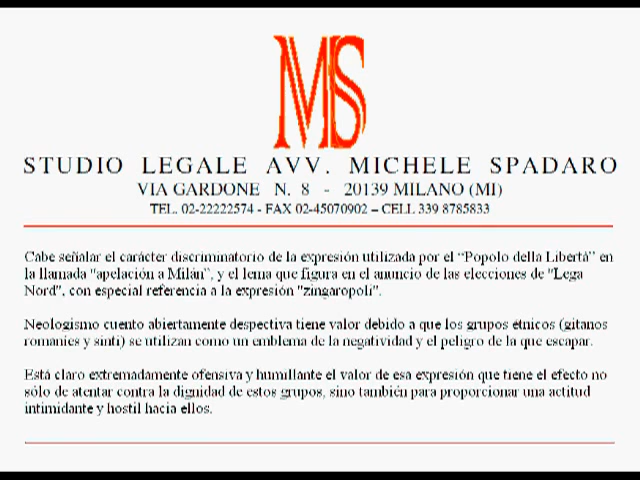 MS
STUDIO LEGALE AVV. MICHELE SPADARO
VIA GARDONE N. 8 - 20139 MILANO (MI)
TEL. 02-22222574 - FAX 02-45070902 – CELL 339 8785833
Cabe señalar el carácter discriminatorio de la expresión utilizada por el "Popolo della Libertà" en
la llamada "apelación a Milán", y el lema que figura en el anuncio de las elecciones de "Lega
Nord", con especial referencia a la expresión "zingaropoli".
Neologismo cuento abiertamente despectiva tiene valor debido a que los grupos étnicos (gitanos
romaníes y sinti) se utilizan como un emblema de la negatividad y el peligro de la que escapar.
Está claro extremadamente ofensiva y humillante el valor de esa expresión que tiene el efecto no
sólo de atentar contra la dignidad de estos grupos, sino también para proporcionar una actitud
intimidante y hostil hacia ellos.